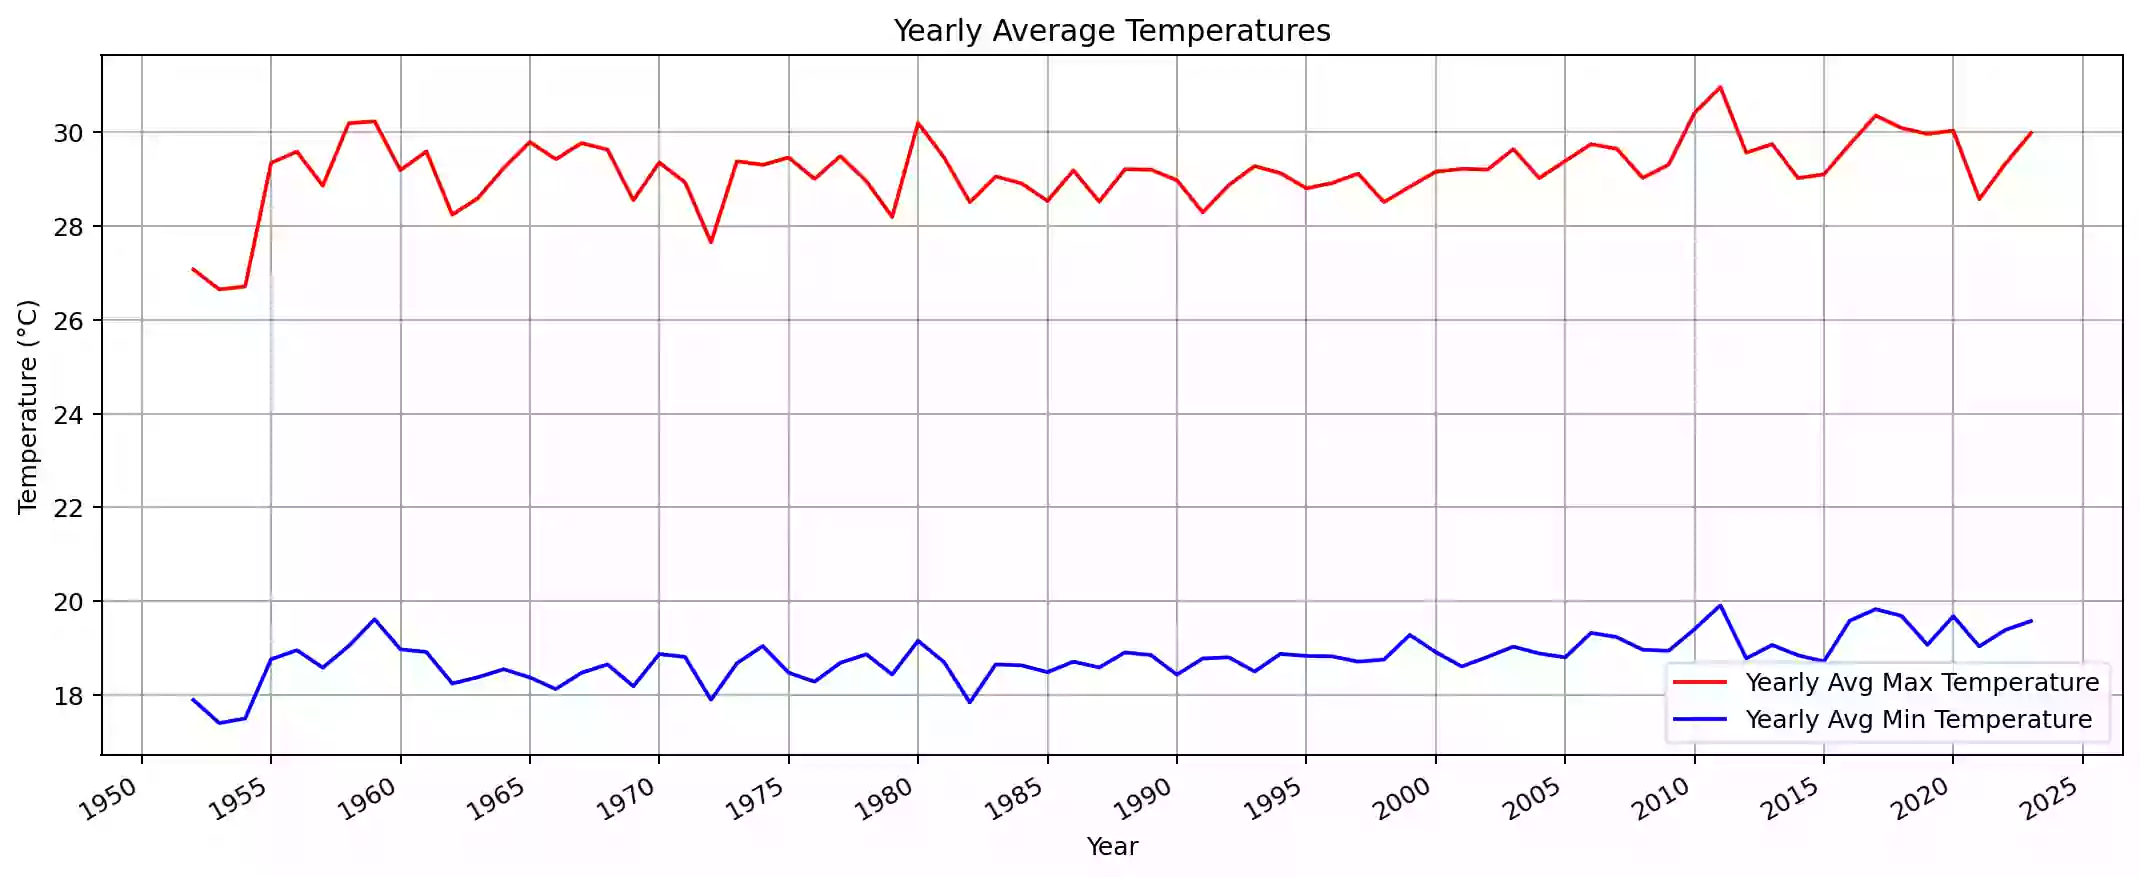 Yearly Average Temperatures
30
28
26
24
22
20
18
Temperature (°C)
Yearly Avg Max Temperature
Yearly Avg Min Temperature
1950 1955 1960 1965 1970 1975 1980 1985 1990 1995 2000 2005 2010 2015 2020 2025
Year